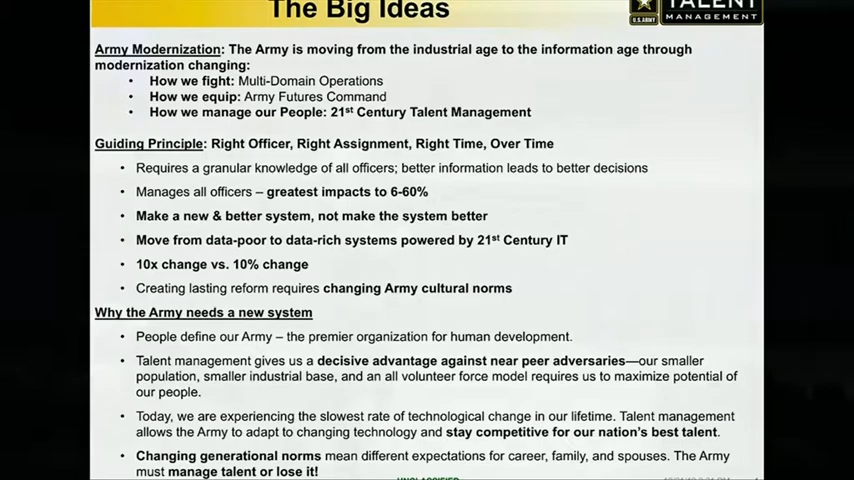 The Big Ideas
U.S.ARMY
TALENT
MANAGEMENT
Army Modernization: The Army is moving from the industrial age to the information age through
modernization changing:
• How we fight: Multi-Domain Operations
• How we equip: Army Futures Command
• How we manage our People: 21st Century Talent Management
Guiding Principle: Right Officer, Right Assignment, Right Time, Over Time
• Requires a granular knowledge of all officers; better information leads to better decisions
• Manages all officers – greatest impacts to 6-60%
• Make a new & better system, not make the system better
• Move from data-poor to data-rich systems powered by 21st Century IT
• 10x change vs. 10% change
• Creating lasting reform requires changing Army cultural norms
Why the Army needs a new system
• People define our Army – the premier organization for human development.
• Talent management gives us a decisive advantage against near peer adversaries—our smaller
population, smaller industrial base, and an all volunteer force model requires us to maximize potential of
our people.
• Today, we are experiencing the slowest rate of technological change in our lifetime. Talent management
allows the Army to adapt to changing technology and stay competitive for our nation's best talent.
• Changing generational norms mean different expectations for career, family, and spouses. The Army
must manage talent or lose it!
UNCLASSIFIED